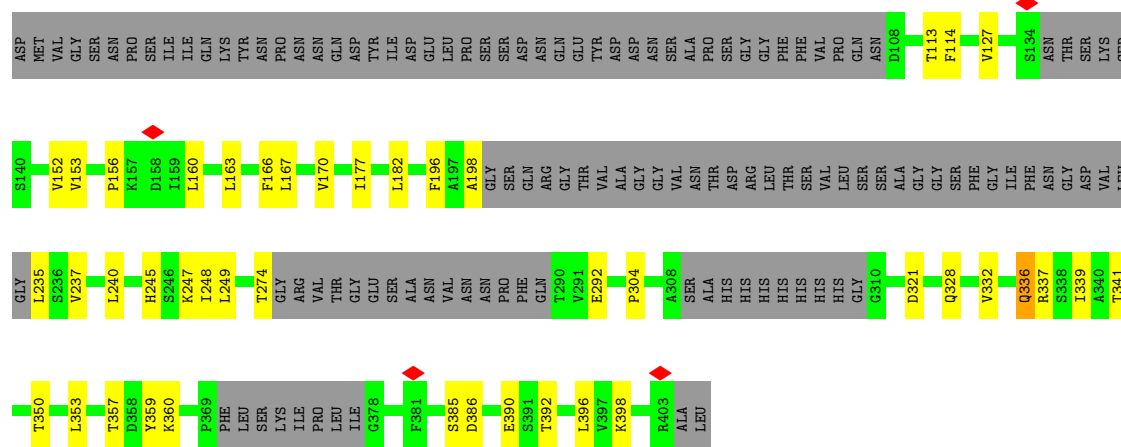 ASP MET VAL GLY SER ASN PRO SER ILE ILE GLN LYS TYR ASN PRO ASN ASN GLN ASP TYR ILE ASP GLU LEU PRO SER SER ASP ASN GLN GLU TYR ASP ASP ASN SER ALA PRO SER GLY GLY PHE PHE VAL PRO GLN ASN D108 T113 F114 V127 S134 ASN THR SER LYS
S140 V152 V153 P156 K157 D158 I159 L160 L163 F166 L167 V170 I177 L182 F196 A197 A198 GLY SER GLN ARG GLY THR VAL ALA GLY GLY VAL ASN THR ASP ARG LEU THR SER VAL LEU SER SER ALA GLY GLY SER PHE GLY ILE PHE ASN GLY ASP VAL
GLY L235 S236 V237 L240 H245 S246 K247 I248 L249 T274 GLY ARG VAL THR GLY GLU SER ALA ASN VAL ASN ASN PRO PHE GLN T290 V291 E292 P304 A308 SER ALA HIS HIS HIS HIS HIS HIS GLY G310 D321 Q328 V332 Q336 R337 S338 I339 A340 T341
T350 L353 T357 D358 Y359 K360 P369 PHE LEU SER LYS ILE PRO LEU ILE G378 F381 S385 D386 E390 S391 T392 L396 V397 K398 R403 ALA LEU